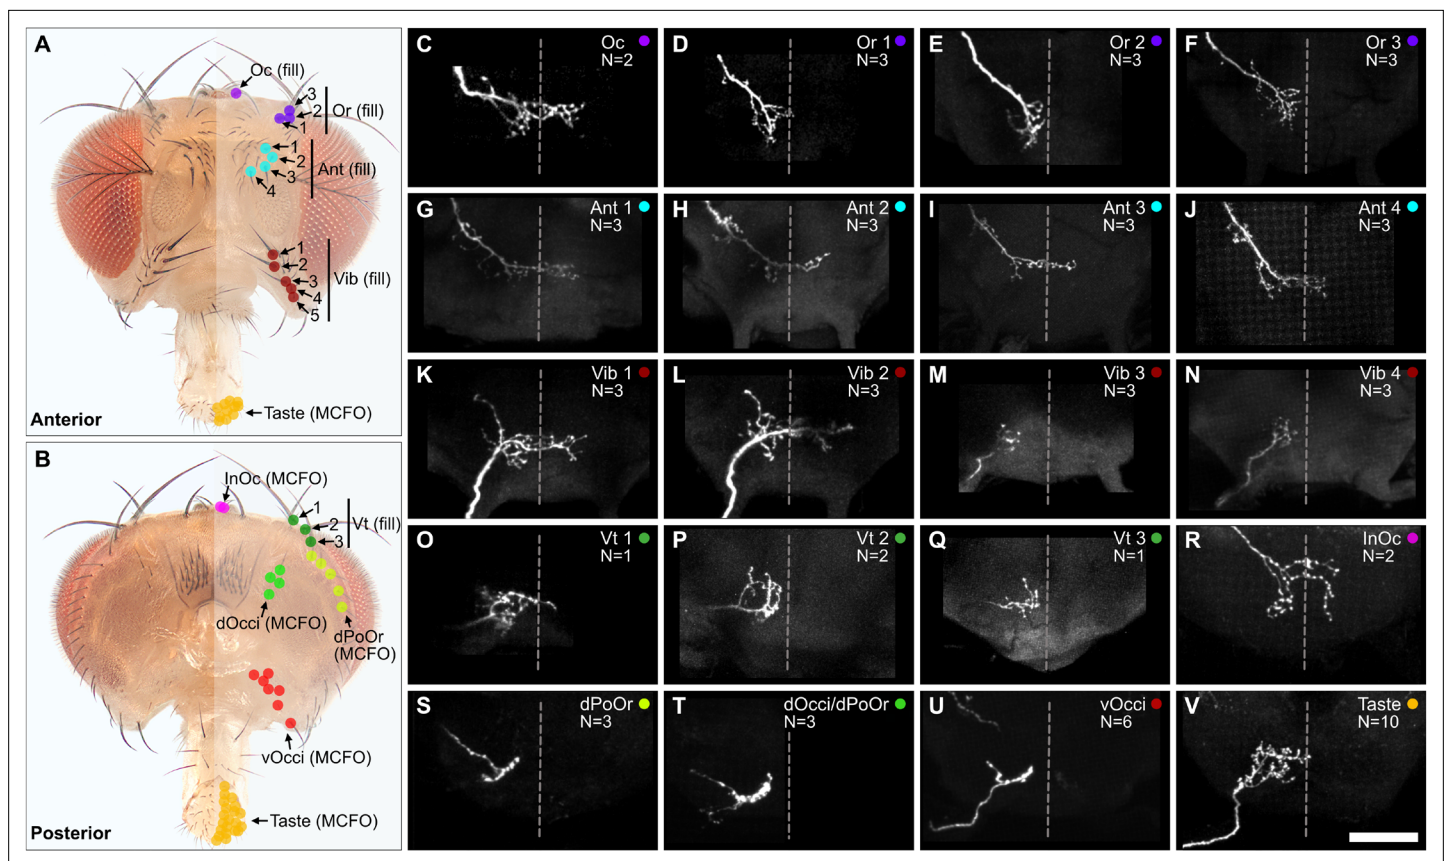 A
Oc (fill)
3
2
1
Or (fill)
1
2
3
4
Ant (fill)
1
2
3
4
5
Vib (fill)
Taste (MCFO)
Anterior
B
InOc (MCFO)
1
2
3
Vt (fill)
dOcci (MCFO)
dPoOr
(MCFO)
vOcci (MCFO)
Taste (MCFO)
Posterior
C
Oc
N=2
D
Or 1
N=3
E
Or 2
N=3
F
Or 3
N=3
G
Ant 1
N=3
H
Ant 2
N=3
I
Ant 3
N=3
J
Ant 4
N=3
K
Vib 1
N=3
L
Vib 2
N=3
M
Vib 3
N=3
N
Vib 4
N=3
O
Vt 1
N=1
P
Vt 2
N=2
Q
Vt 3
N=1
R
InOc
N=2
S
dPoOr
N=3
T
dOcci/dPoOr
N=3
U
vOcci
N=6
V
Taste
N=10